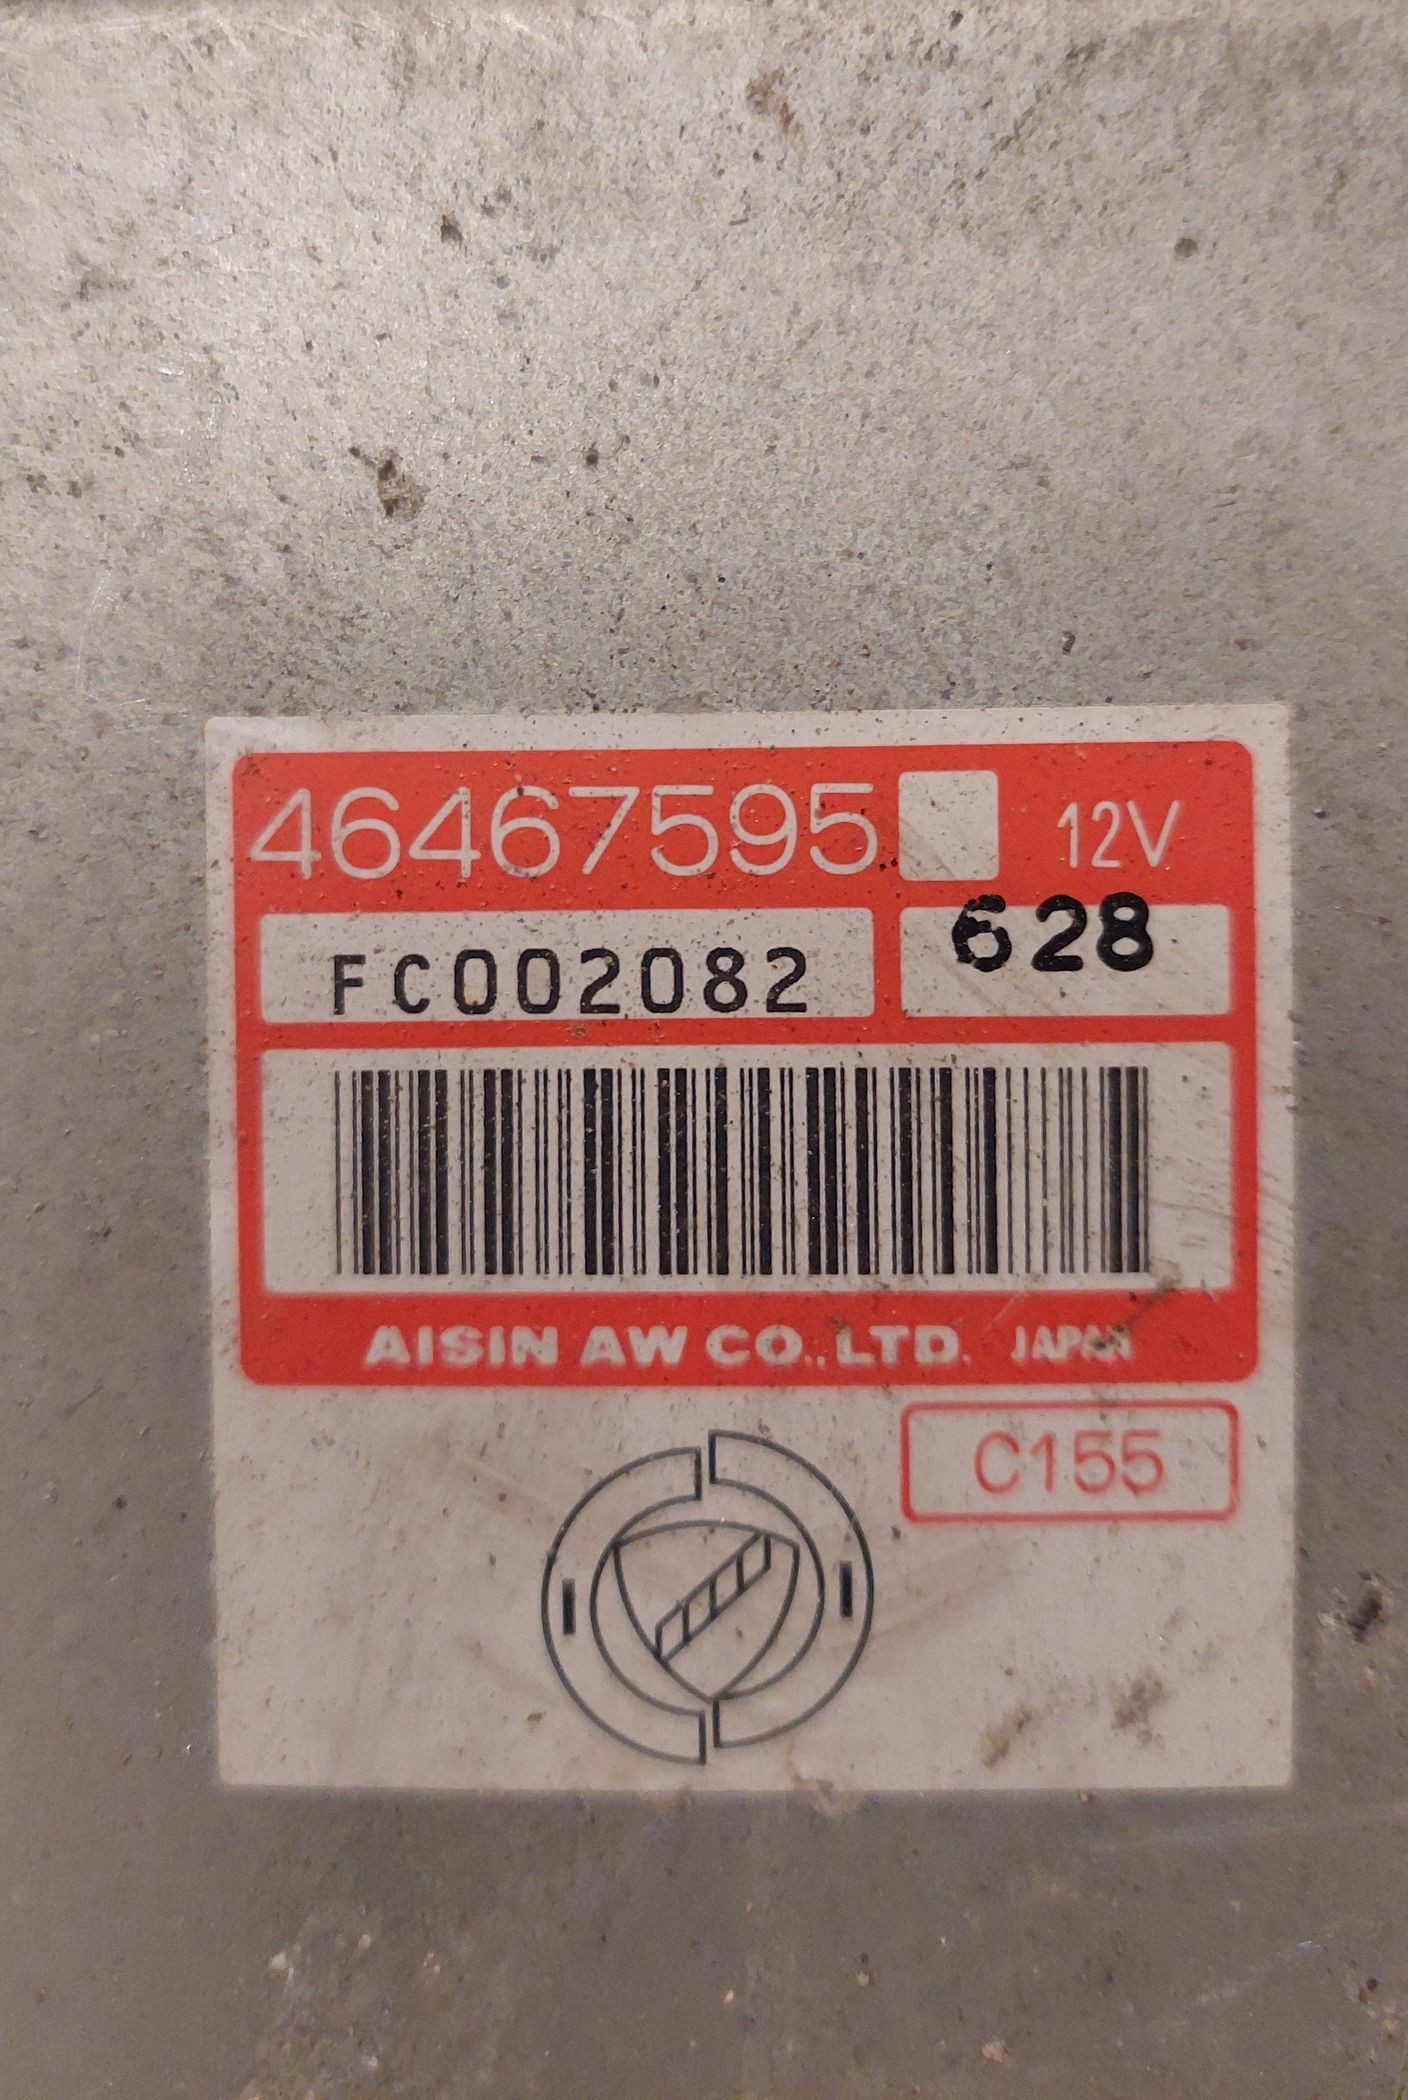 46467595 12V
FC002082 628
AISIN AW CO.,LTD. JAPAN
C155